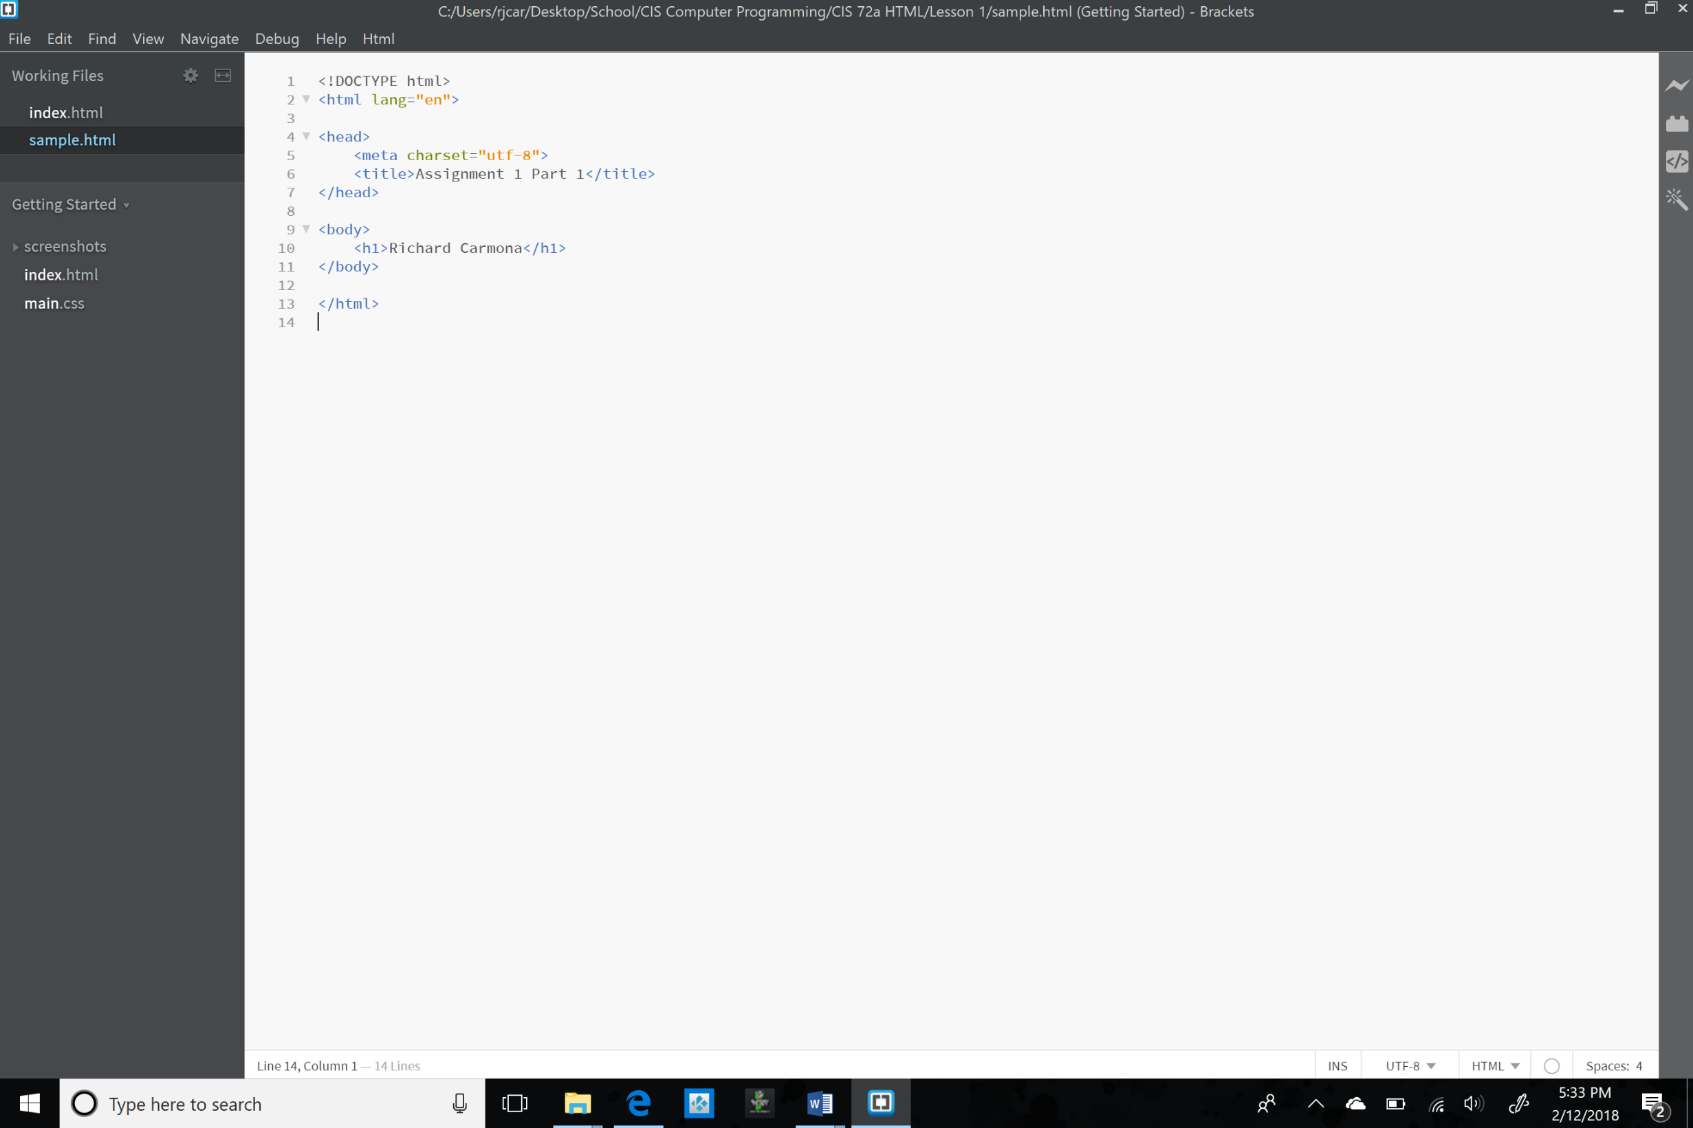 C:/Users/rjcar/Desktop/School/CIS Computer Programming/CIS 72a HTML/Lesson 1/sample.html (Getting Started) - Brackets
File Edit Find View Navigate Debug Help Html
Working Files
index.html
sample.html
Getting Started
screenshots
index.html
main.css
1 <!DOCTYPE html>
2 <html lang="en">
3
4 <head>
5 <meta charset="utf-8">
6 <title>Assignment 1 Part 1</title>
7 </head>
8
9 <body>
10 <h1>Richard Carmona</h1>
11 </body>
12
13 </html>
14
Line 14, Column 1 — 14 Lines
INS UTF-8 HTML Spaces: 4
Type here to search
W
5:33 PM
2/12/2018
2